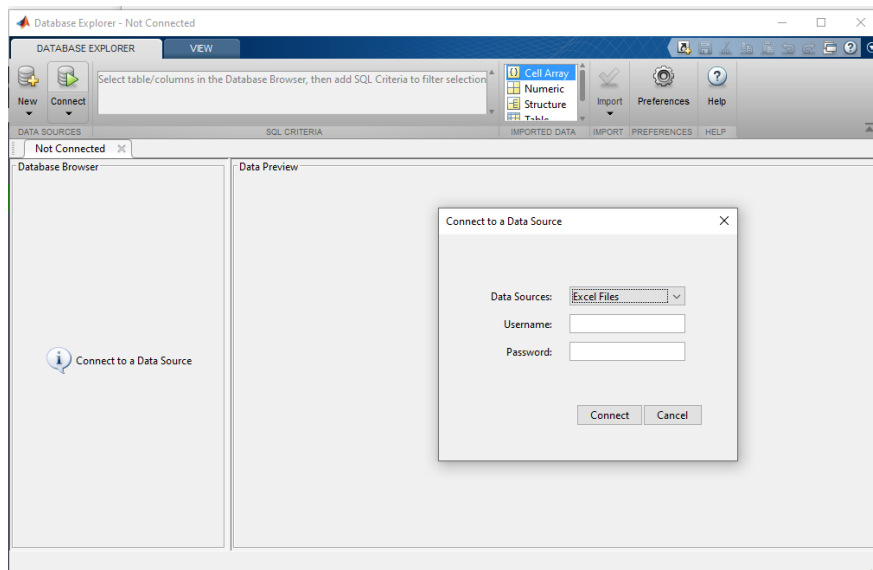 Database Explorer - Not Connected
DATABASE EXPLORER VIEW
New
Connect
Select table/columns in the Database Browser, then add SQL Criteria to filter selection
Cell Array
Numeric
Structure
Table
Import
Preferences
Help
DATA SOURCES SQL CRITERIA IMPORTED DATA IMPORT PREFERENCES HELP
Not Connected
Database Browser
Data Preview
Connect to a Data Source
Connect to a Data Source
Data Sources: Excel Files
Username:
Password:
Connect Cancel